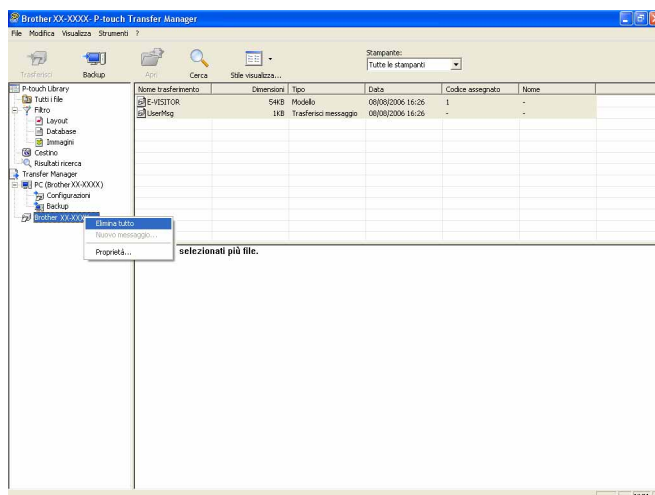 Brother XX-XXXX- P-touch Transfer Manager
File Modifica Visualizza Strumenti ?
Trasferisci Backup Apri Cerca Stile visualizza...
Stampante:
Tutte le stampanti
P-touch Library
Tutti i file
Filtro
Layout
Database
Immagini
Cestino
Risultati ricerca
Transfer Manager
PC (Brother XX-XXXX)
Configurazioni
Backup
Brother XX-XXXX
Nome trasferimento Dimensioni Tipo Data Codice assegnato Nome
E-VISITOR 54KB Modello 08/08/2006 16:26 1 -
UserMsg 1KB Trasferisci messaggio 08/08/2006 16:26 - -
Elimina tutto
Nuovo messaggio...
Proprietà...
selezionati più file.